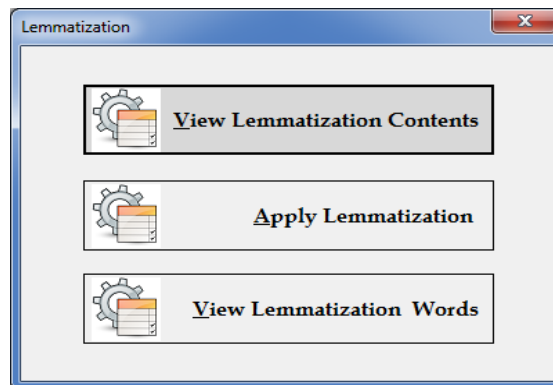 Lemmatization
View Lemmatization Contents
Apply Lemmatization
View Lemmatization Words